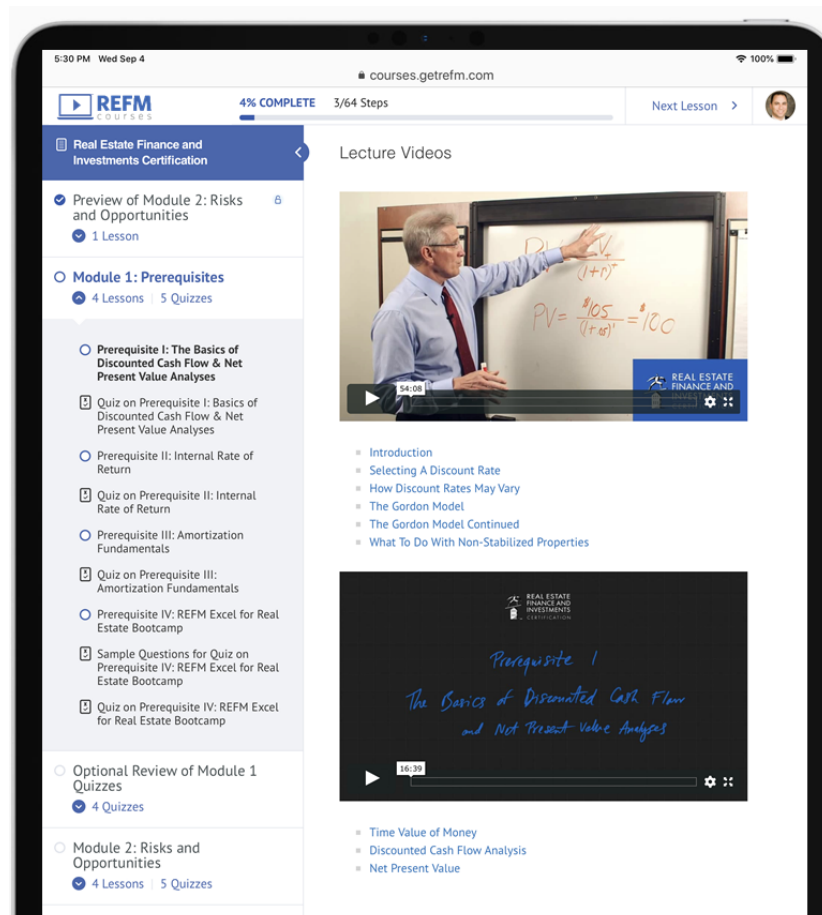 5:30 PM Wed Sep 4
100%
courses.getrefm.com
REFM
courses
4% COMPLETE 3/64 Steps
Next Lesson >
Real Estate Finance and
Investments Certification
Preview of Module 2: Risks
and Opportunities
1 Lesson
Module 1: Prerequisites
4 Lessons | 5 Quizzes
Prerequisite I: The Basics of
Discounted Cash Flow & Net
Present Value Analyses
Quiz on Prerequisite I: Basics of
Discounted Cash Flow & Net
Present Value Analyses
Prerequisite II: Internal Rate of
Return
Quiz on Prerequisite II: Internal
Rate of Return
Prerequisite III: Amortization
Fundamentals
Quiz on Prerequisite III:
Amortization Fundamentals
Prerequisite IV: REFM Excel for Real
Estate Bootcamp
Sample Questions for Quiz on
Prerequisite IV: REFM Excel for Real
Estate Bootcamp
Quiz on Prerequisite IV: REFM Excel
for Real Estate Bootcamp
Optional Review of Module 1
Quizzes
4 Quizzes
Module 2: Risks and
Opportunities
4 Lessons | 5 Quizzes
Lecture Videos
(1+r)
PV = $105 = $100
REAL ESTATE
FINANCE AND
54:08
Introduction
Selecting A Discount Rate
How Discount Rates May Vary
The Gordon Model
The Gordon Model Continued
What To Do With Non-Stabilized Properties
REAL ESTATE
FINANCE AND
INVESTMENTS
CERTIFICATION
Prerequisite 1
The Basics of Discounted Cash Flow
and Net Present Value Analyses
16:39
Time Value of Money
Discounted Cash Flow Analysis
Net Present Value